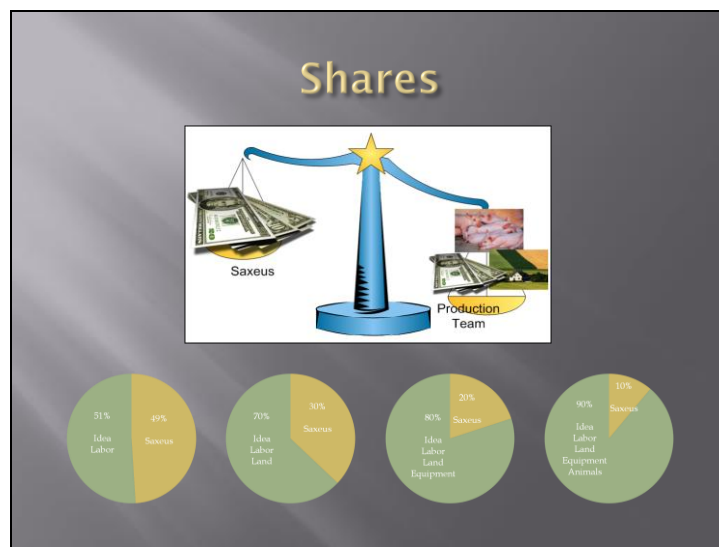 Shares
Saxeus
Production
Team
51%
Idea
Labor
49%
Saxeus
70%
Idea
Labor
Land
30%
Saxeus
80%
Idea
Labor
Land
Equipment
20%
Saxeus
90%
Idea
Labor
Land
Equipment
Animals
10%
Saxeus